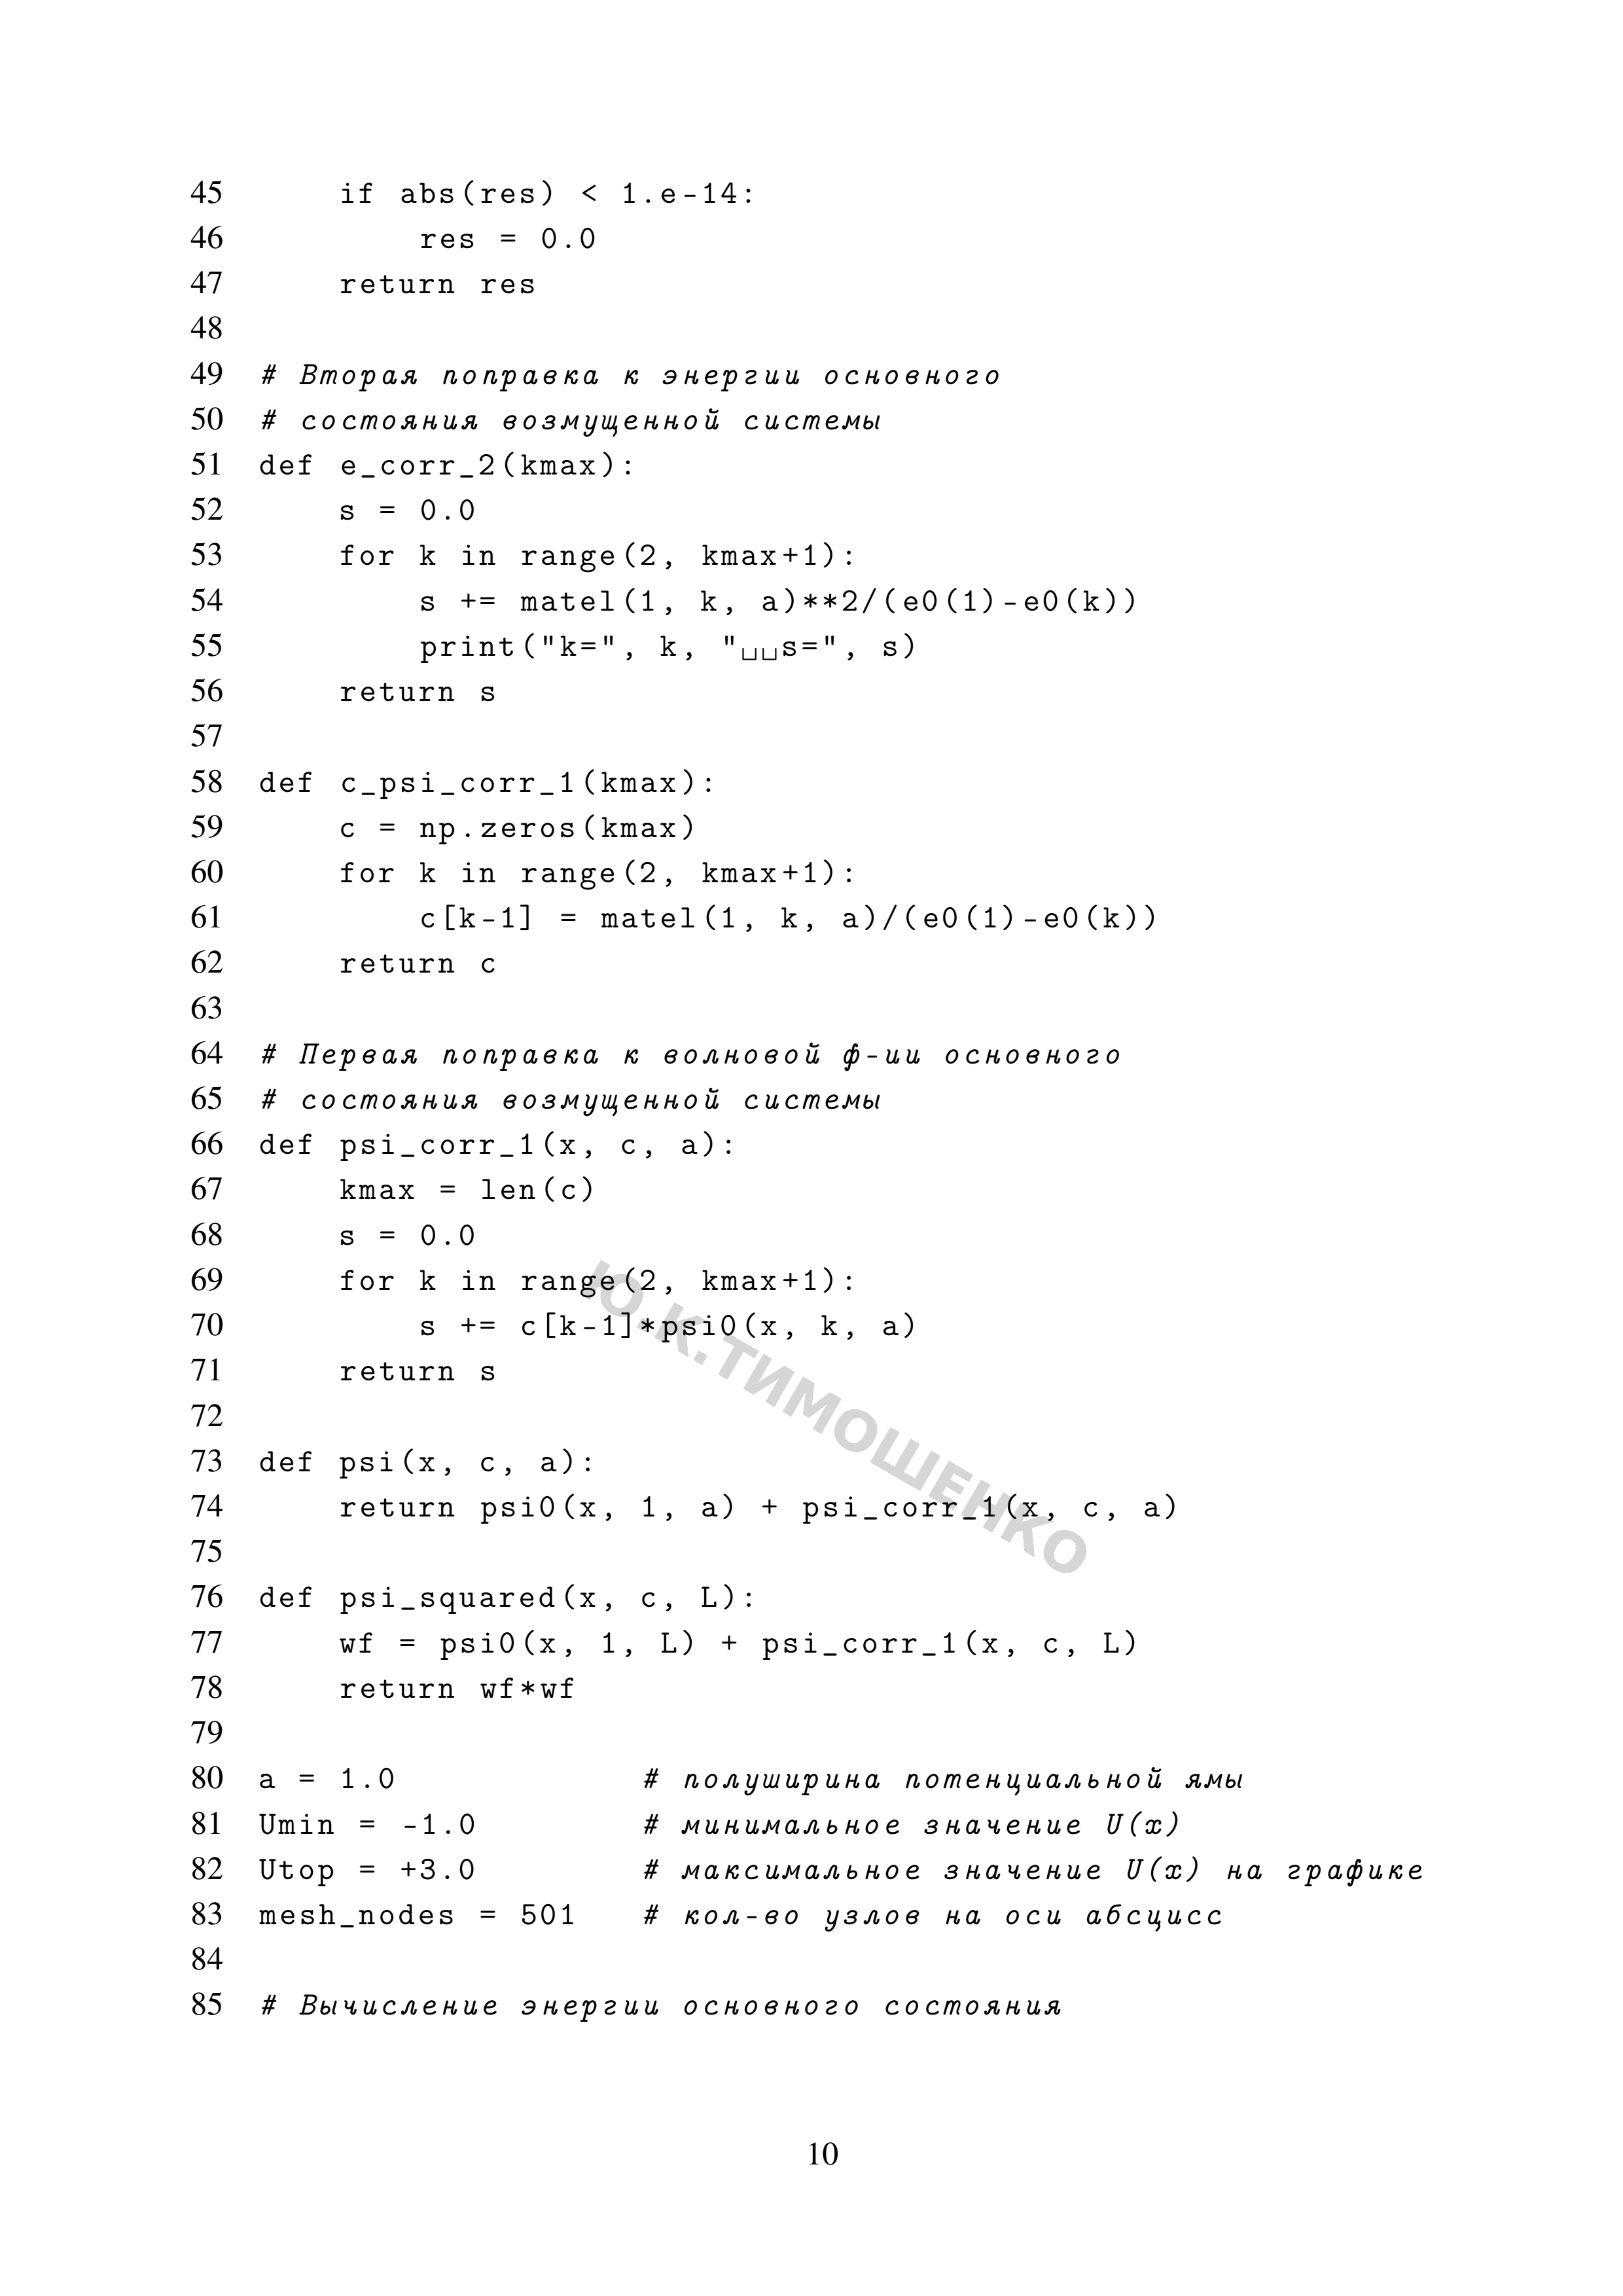 45 if abs(res) < 1.e-14:
46 res = 0.0
47 return res
48
49 # Вторая поправка к энергии основного
50 # состояния возмущенной системы
51 def e_corr_2(kmax):
52 s = 0.0
53 for k in range(2, kmax+1):
54 s += matel(1, k, a)**2/(e0(1)-e0(k))
55 print("k=", k, "␣␣s=", s)
56 return s
57
58 def c_psi_corr_1(kmax):
59 c = np.zeros(kmax)
60 for k in range(2, kmax+1):
61 c[k-1] = matel(1, k, a)/(e0(1)-e0(k))
62 return c
63
64 # Первая поправка к волновой ф-ии основного
65 # состояния возмущенной системы
66 def psi_corr_1(x, c, a):
67 kmax = len(c)
68 s = 0.0
69 for k in range(2, kmax+1):
70 s += c[k-1]*psi0(x, k, a)
71 return s
72
73 def psi(x, c, a):
74 return psi0(x, 1, a) + psi_corr_1(x, c, a)
75
76 def psi_squared(x, c, L):
77 wf = psi0(x, 1, L) + psi_corr_1(x, c, L)
78 return wf*wf
79
80 a = 1.0 # полуширина потенциальной ямы
81 Umin = -1.0 # минимальное значение U(x)
82 Utop = +3.0 # максимальное значение U(x) на графике
83 mesh_nodes = 501 # кол-во узлов на оси абсцисс
84
85 # Вычисление энергии основного состояния
Ю.К.ТИМОШЕНКО
10